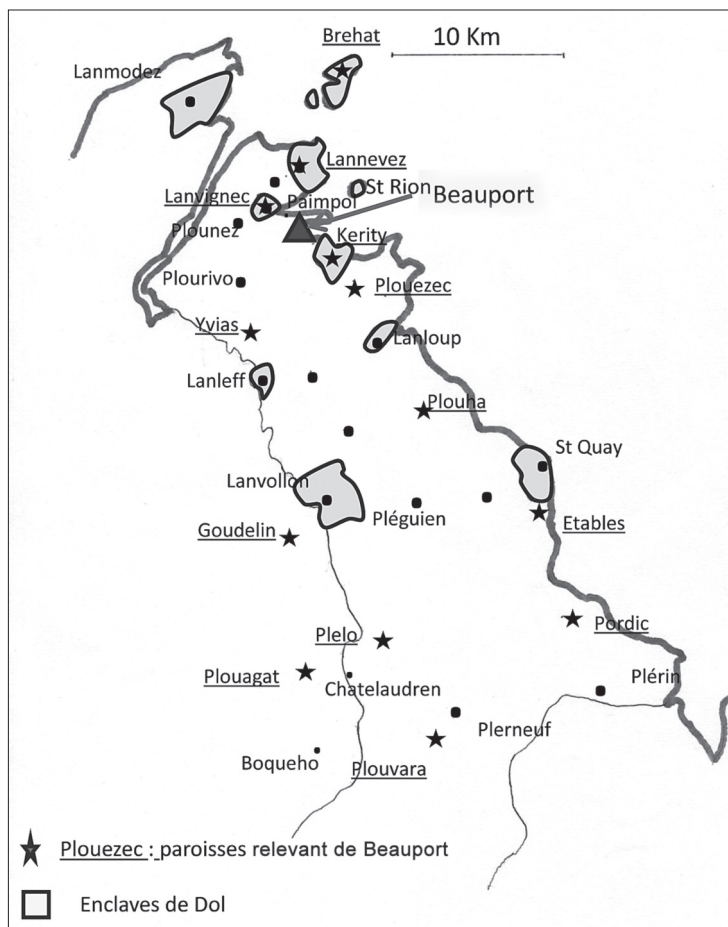 Brehat
10 Km
Lanmodez
Lannevez
St Rion
Beauport
Lanvignec
Paimpol
Plounez
Kerity
Plourivo
Plouezec
Yvias
Lanloup
Lanleff
Plouha
St Quay
Lanvollon
Pléguien
Goudelin
Etables
Plelo
Pordic
Plouagat
Chatelaudren
Plérin
Plerneuf
Boqueho
Plouvara
Plouezec : paroisses relevant de Beauport
Enclaves de Dol